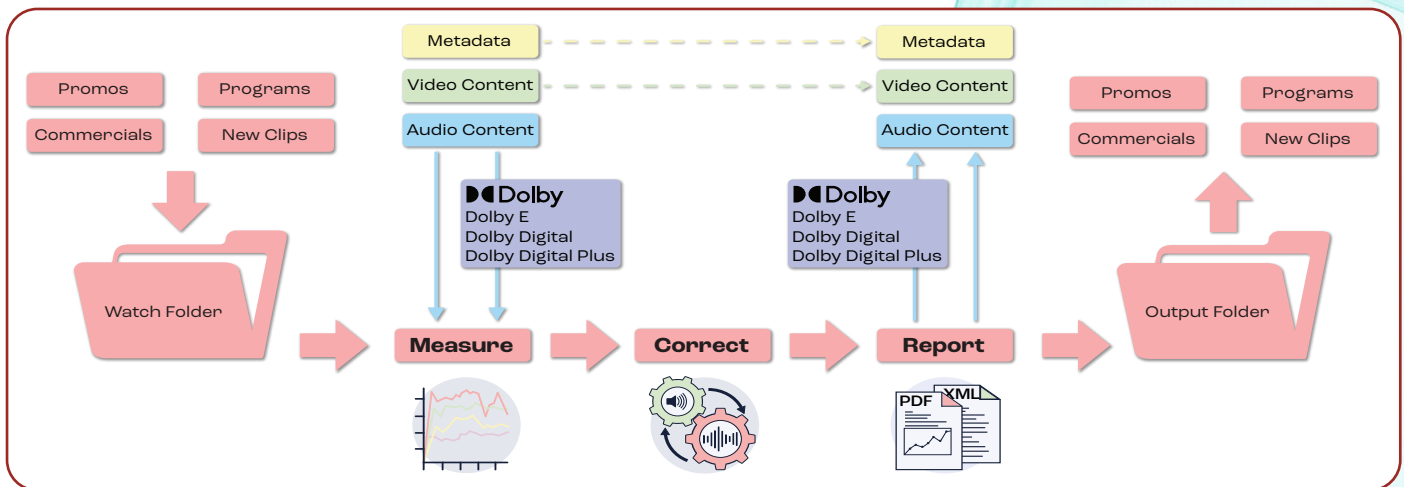 Promos
Programs
Commercials
New Clips
Watch Folder
Metadata
Video Content
Audio Content
Dolby
Dolby E
Dolby Digital
Dolby Digital Plus
Measure
Correct
Metadata
Video Content
Audio Content
Dolby
Dolby E
Dolby Digital
Dolby Digital Plus
Report
PDF
XML
Promos
Programs
Commercials
New Clips
Output Folder